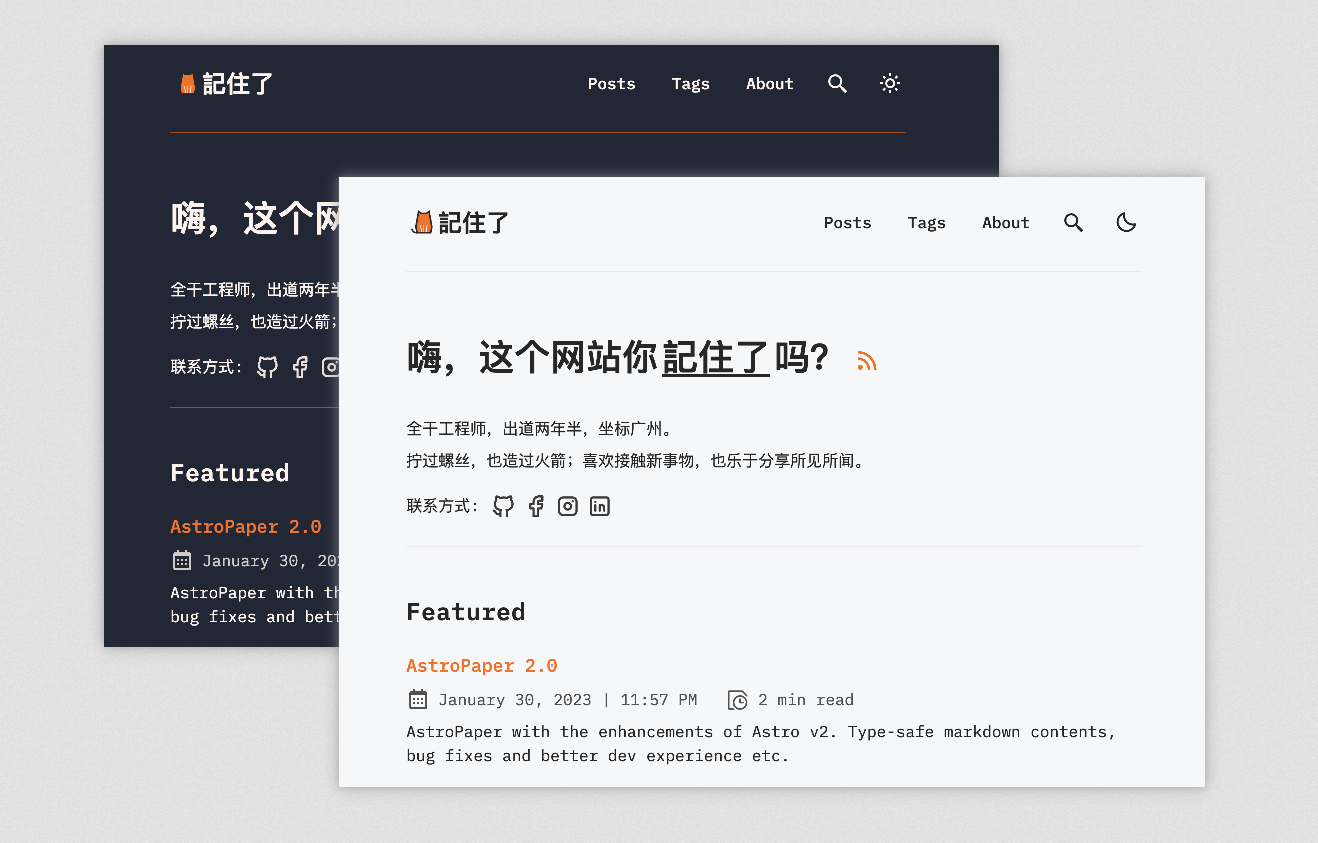 記住了
Posts Tags About
嗨，这个网
全干工程师，出道两年半
拧过螺丝，也造过火箭；
联系方式：
Featured
AstroPaper 2.0
January 30, 202
AstroPaper with th
bug fixes and bett
記住了
Posts Tags About
嗨，这个网站你記住了吗？
全干工程师，出道两年半，坐标广州。
拧过螺丝，也造过火箭；喜欢接触新事物，也乐于分享所见所闻。
联系方式：
Featured
AstroPaper 2.0
January 30, 2023 | 11:57 PM 2 min read
AstroPaper with the enhancements of Astro v2. Type-safe markdown contents,
bug fixes and better dev experience etc.